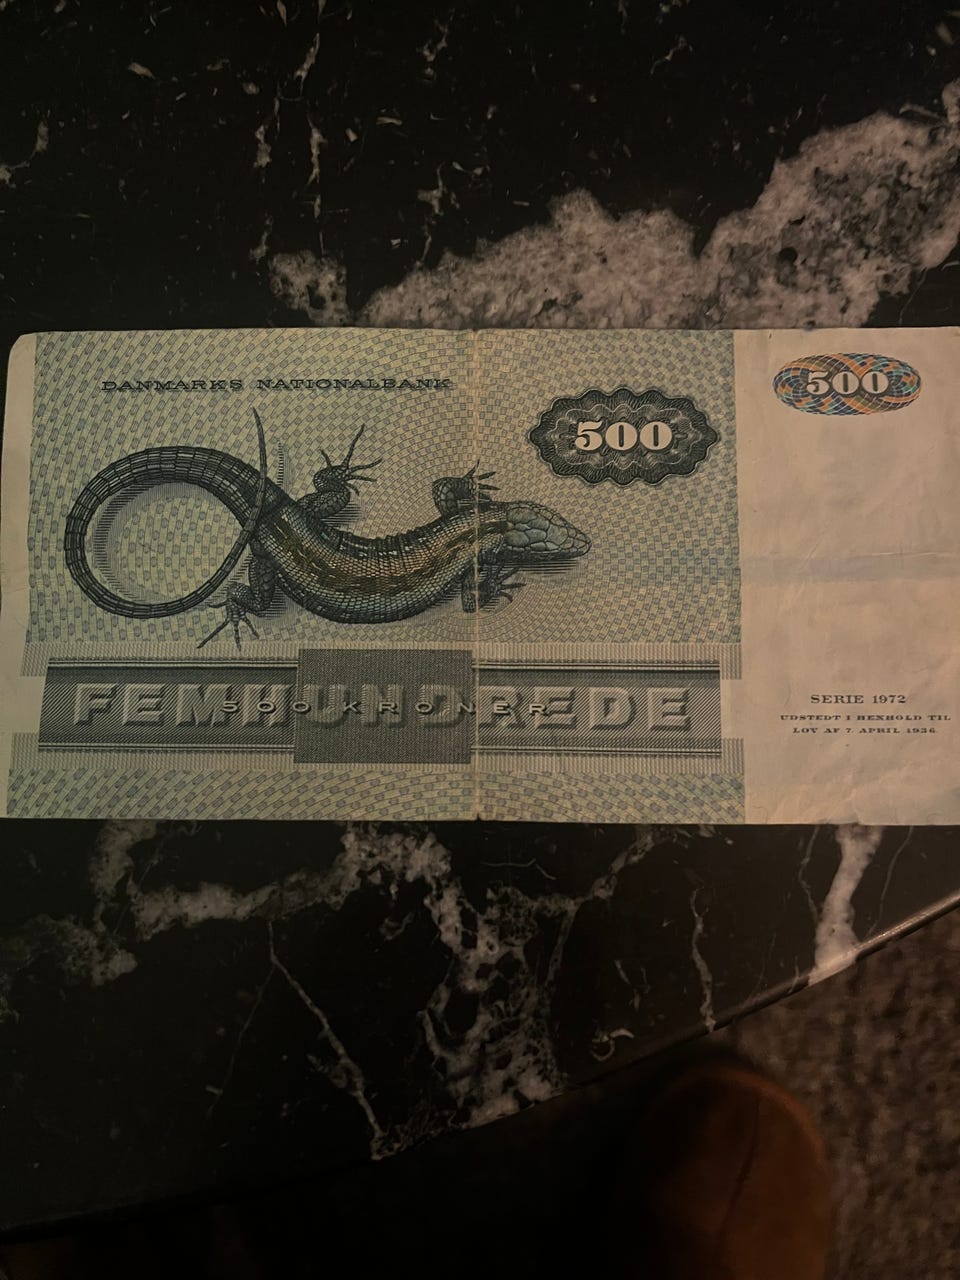 DANMARKS NATIONALBANK
500
500
FEMHUNDREDE
500 KRONER
SERIE 1972
UDSTEDT I HENHOLD TIL
LOV AF 7. APRIL 1936